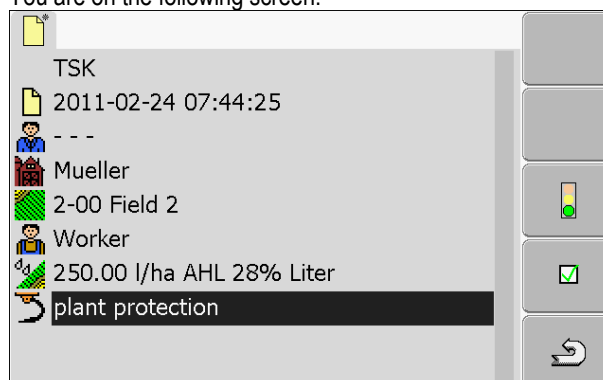 You are on the following screen:
TSK
2011-02-24 07:44:25
- - -
Mueller
2-00 Field 2
Worker
250.00 l/ha AHL 28% Liter
plant protection